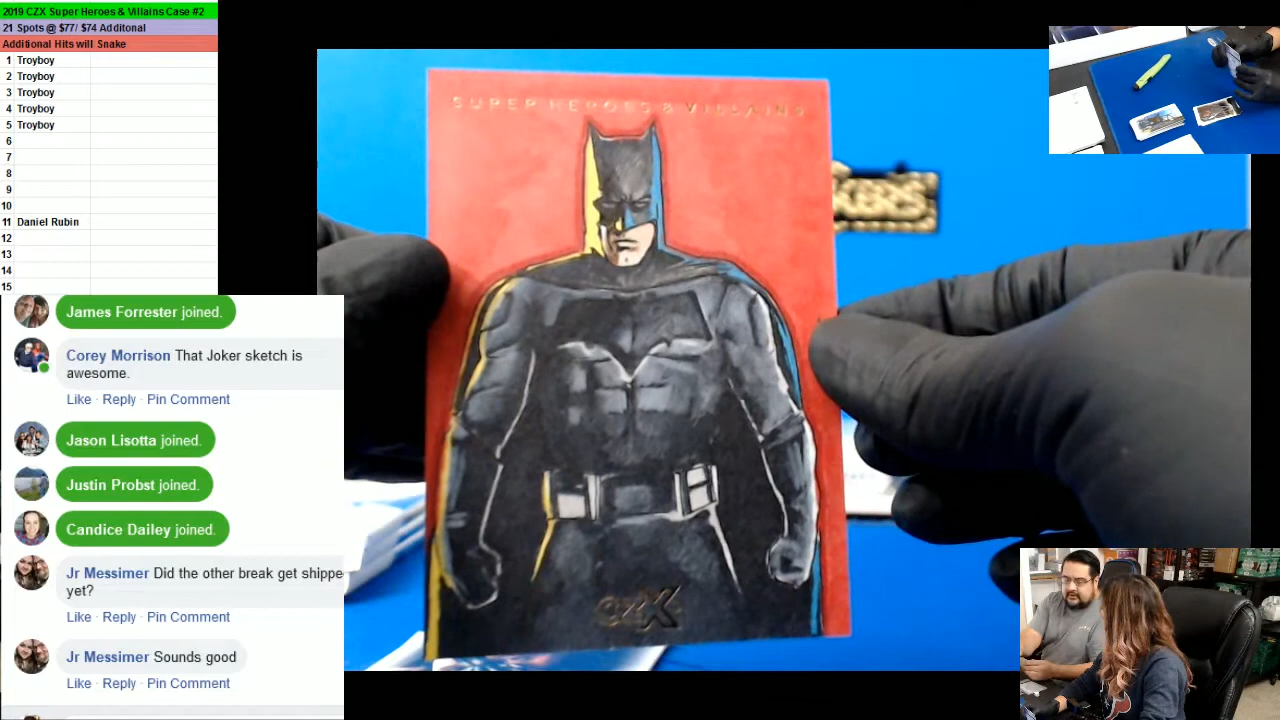 2019 CZX Super Heroes & Villains Case #2
21 Spots @ $77/ $74 Additonal
Additional Hits will Snake
1 Troyboy
2 Troyboy
3 Troyboy
4 Troyboy
5 Troyboy
6
7
8
9
10
11 Daniel Rubin
12
13
14
15
James Forrester joined.
Corey Morrison That Joker sketch is
awesome.
Like · Reply · Pin Comment
Jason Lisotta joined.
Justin Probst joined.
Candice Dailey joined.
Jr Messimer Did the other break get shippe
yet?
Like · Reply · Pin Comment
Jr Messimer Sounds good
Like · Reply · Pin Comment
SUPER HEROES & VILLAINS
CZX